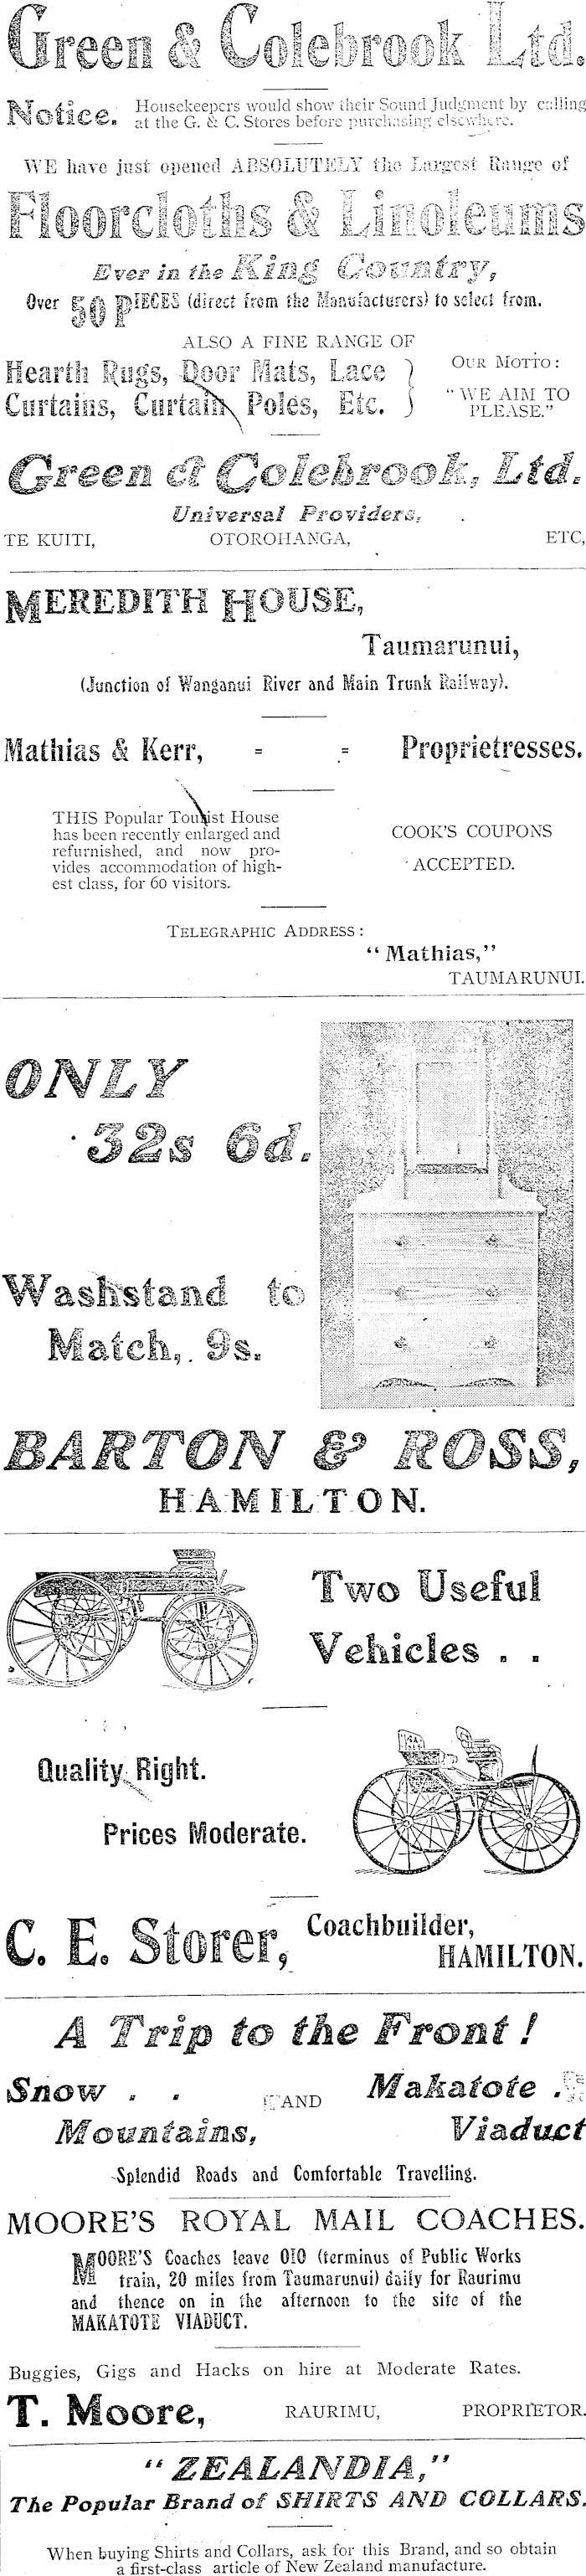 Green & Colebrook Ltd.
Notice. Housekeepers would show their Sound Judgment by calling
at the G. & C. Stores before purchasing elsewhere.
WE have just opened ABSOLUTELY the Largest Range of
Floorcloths & Linoleums
Ever in the King Country,
Over 50 PIECES (direct from the Manufacturers) to select from.
ALSO A FINE RANGE OF
Hearth Rugs, Door Mats, Lace
Curtains, Curtain Poles, Etc.
OUR MOTTO:
"WE AIM TO
PLEASE."
Green & Colebrook, Ltd.
Universal Providers,
TE KUITI, OTOROHANGA, ETC,
MEREDITH HOUSE,
Taumarunui,
(Junction of Wanganui River and Main Trunk Railway).
Mathias & Kerr, = = Proprietresses.
THIS Popular Tourist House
has been recently enlarged and
refurnished, and now pro-
vides accommodation of high-
est class, for 60 visitors.
COOK'S COUPONS
ACCEPTED.
TELEGRAPHIC ADDRESS:
"Mathias,"
TAUMARUNUI.
ONLY
32s 6d.
Washstand to
Match, 9s.
BARTON & ROSS,
HAMILTON.
Two Useful
Vehicles . .
Quality Right.
Prices Moderate.
C. E. Storer, Coachbuilder,
HAMILTON.
A Trip to the Front!
Snow . . AND Makatote .
Mountains, Viaduct
Splendid Roads and Comfortable Travelling.
MOORE'S ROYAL MAIL COACHES.
MOORE'S Coaches leave OIO (terminus of Public Works
train, 20 miles from Taumarunui) daily for Raurimu
and thence on in the afternoon to the site of the
MAKATOTE VIADUCT.
Buggies, Gigs and Hacks on hire at Moderate Rates.
T. Moore, RAURIMU, PROPRIETOR.
"ZEALANDIA,"
The Popular Brand of SHIRTS AND COLLARS.
When buying Shirts and Collars, ask for this Brand, and so obtain
a first-class article of New Zealand manufacture.